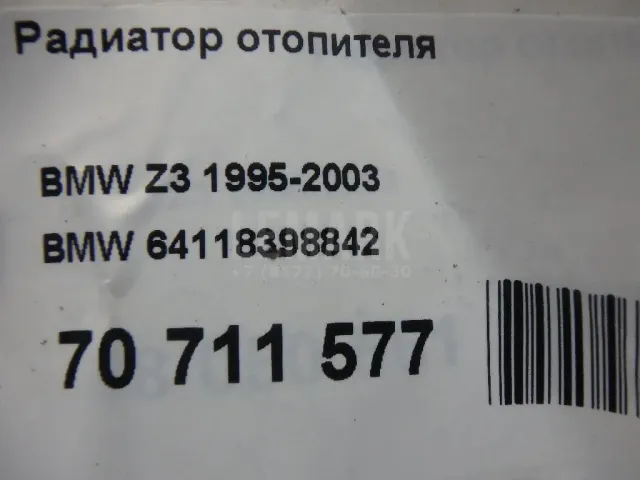 Радиатор отопителя
BMW Z3 1995-2003
BMW 64118398842
70 711 577